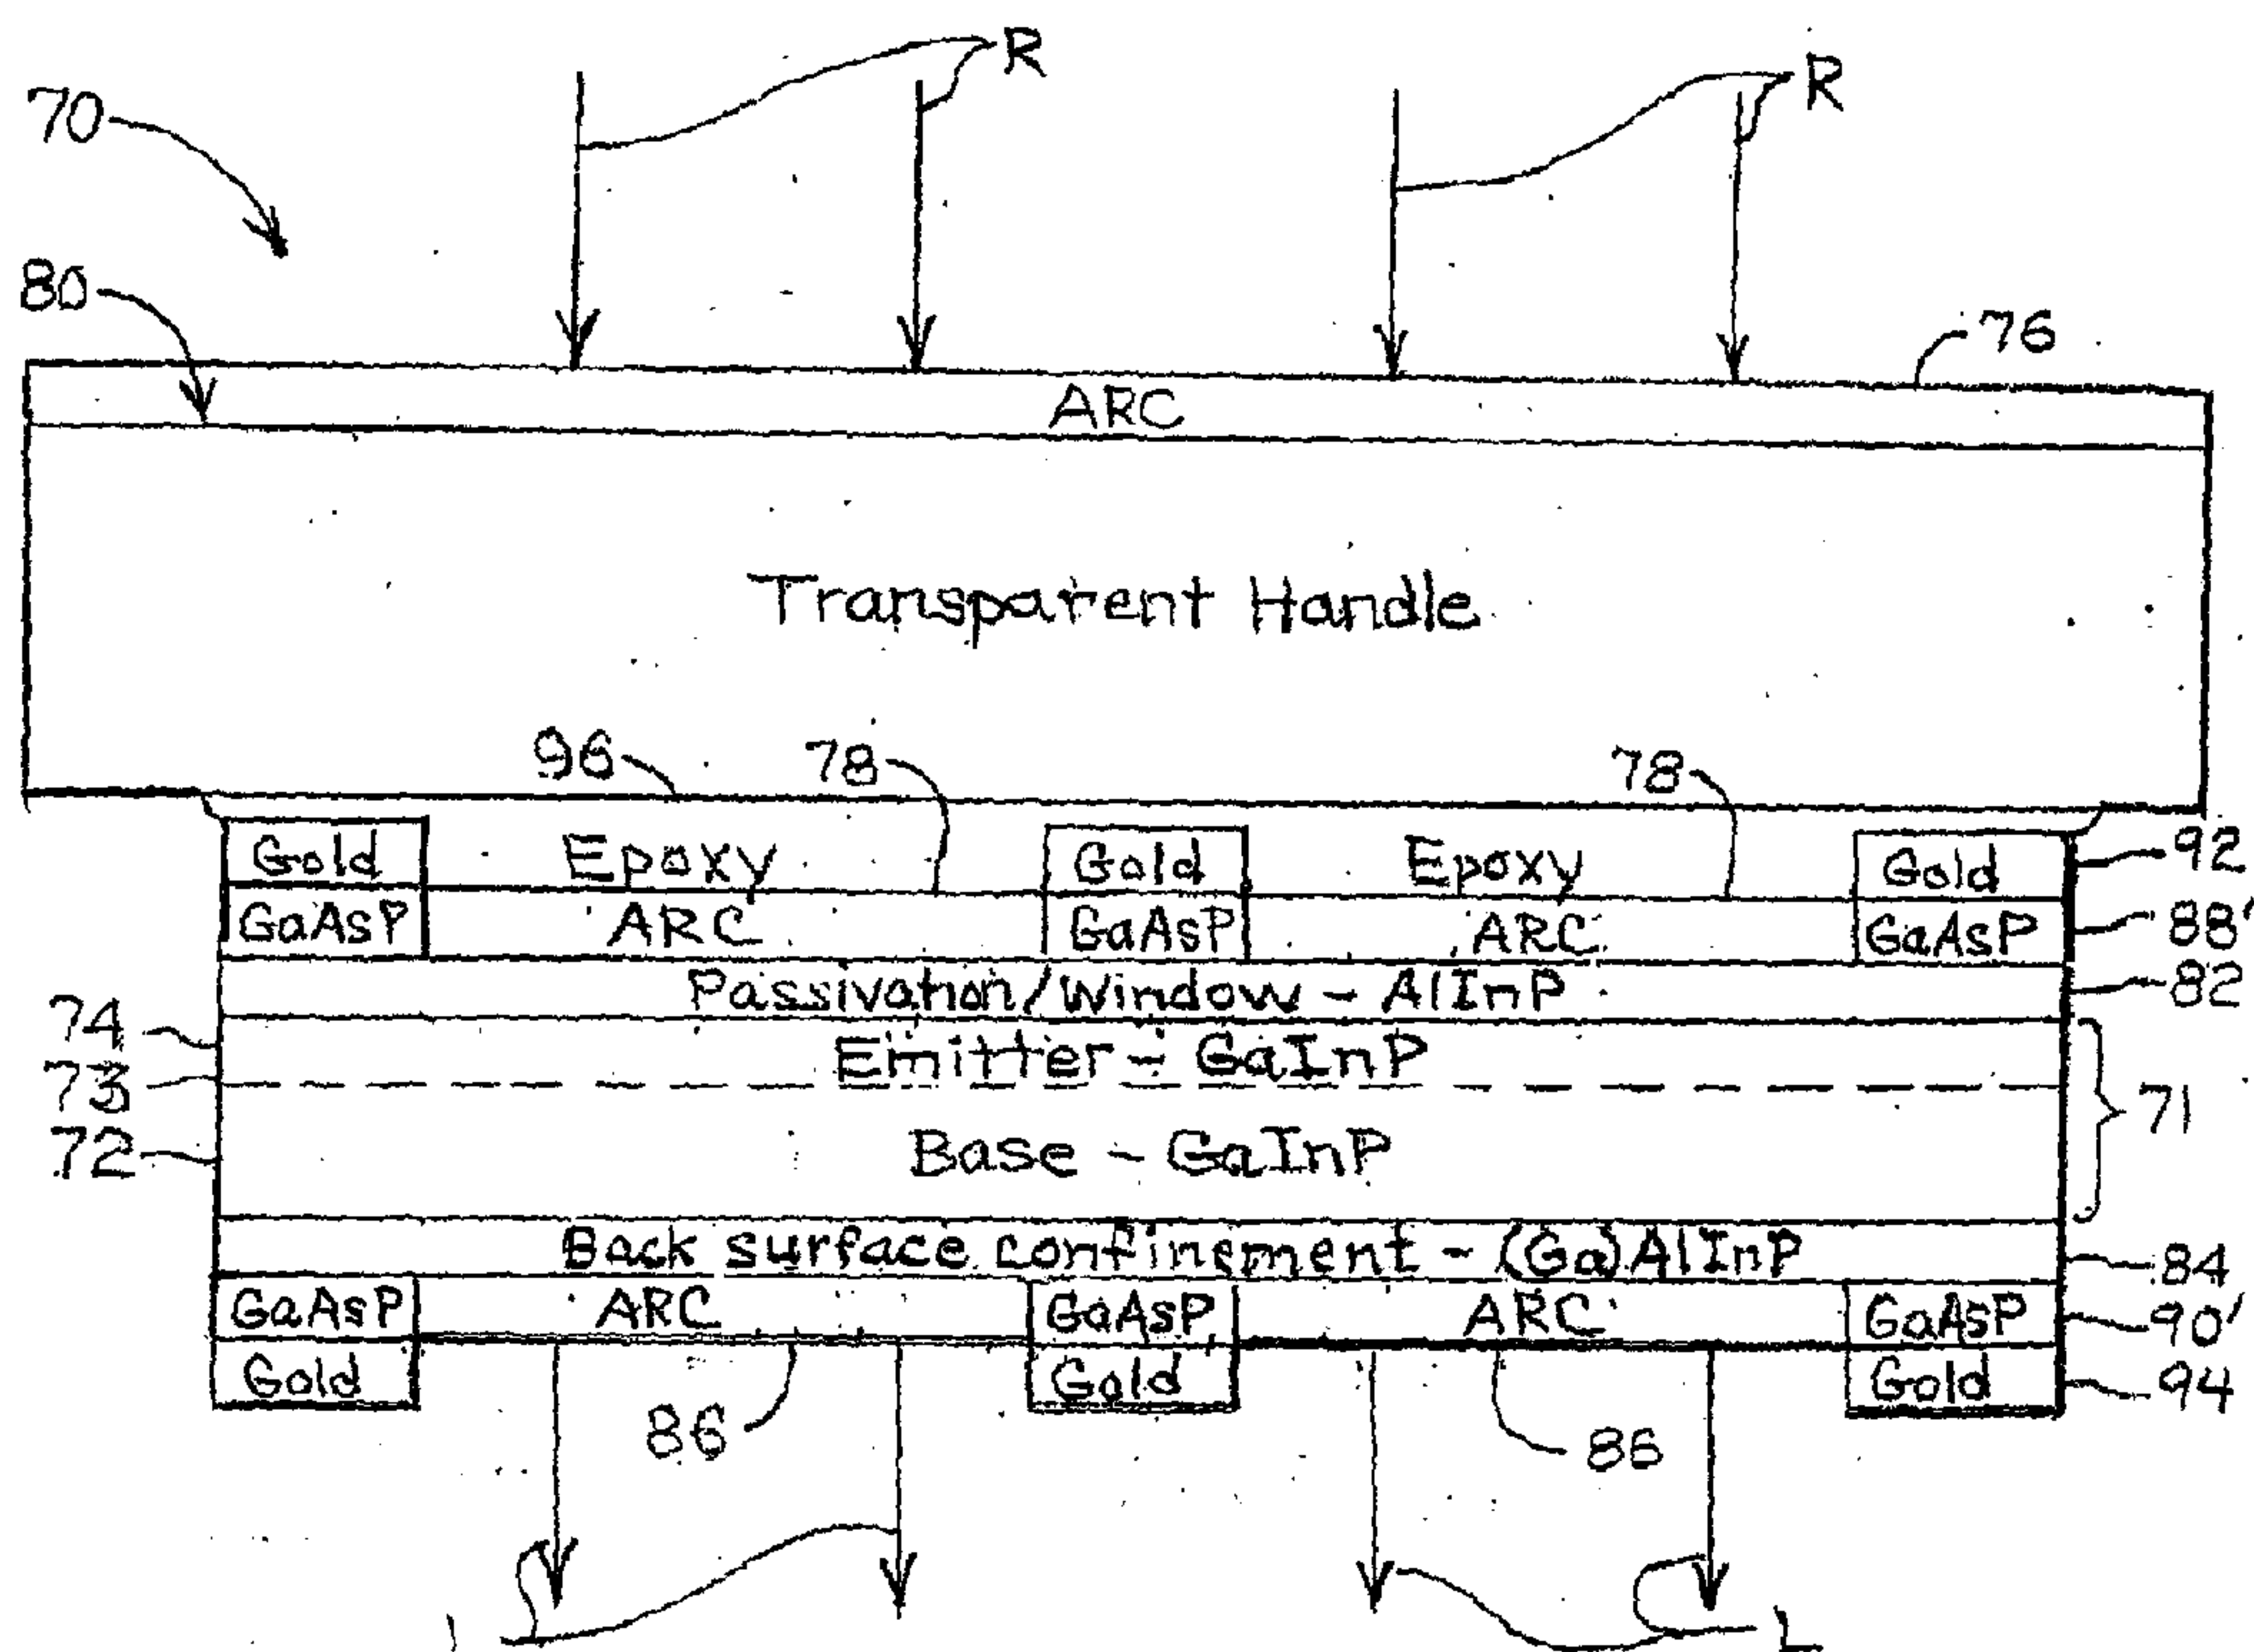 R R
70
80
76
ARC
Transparent Handle
96 78 78
Gold Epoxy Gold Epoxy Gold 92
GaAsP ARC GaAsP ARC GaAsP 88'
Passivation/Window - AlInP 82
74 Emitter - GaInP
73
71
72 Base - GaInP
Back surface confinement - (Ga)AlInP 84
GaAsP ARC GaAsP ARC GaAsP 90'
Gold Gold Gold 94
86 86